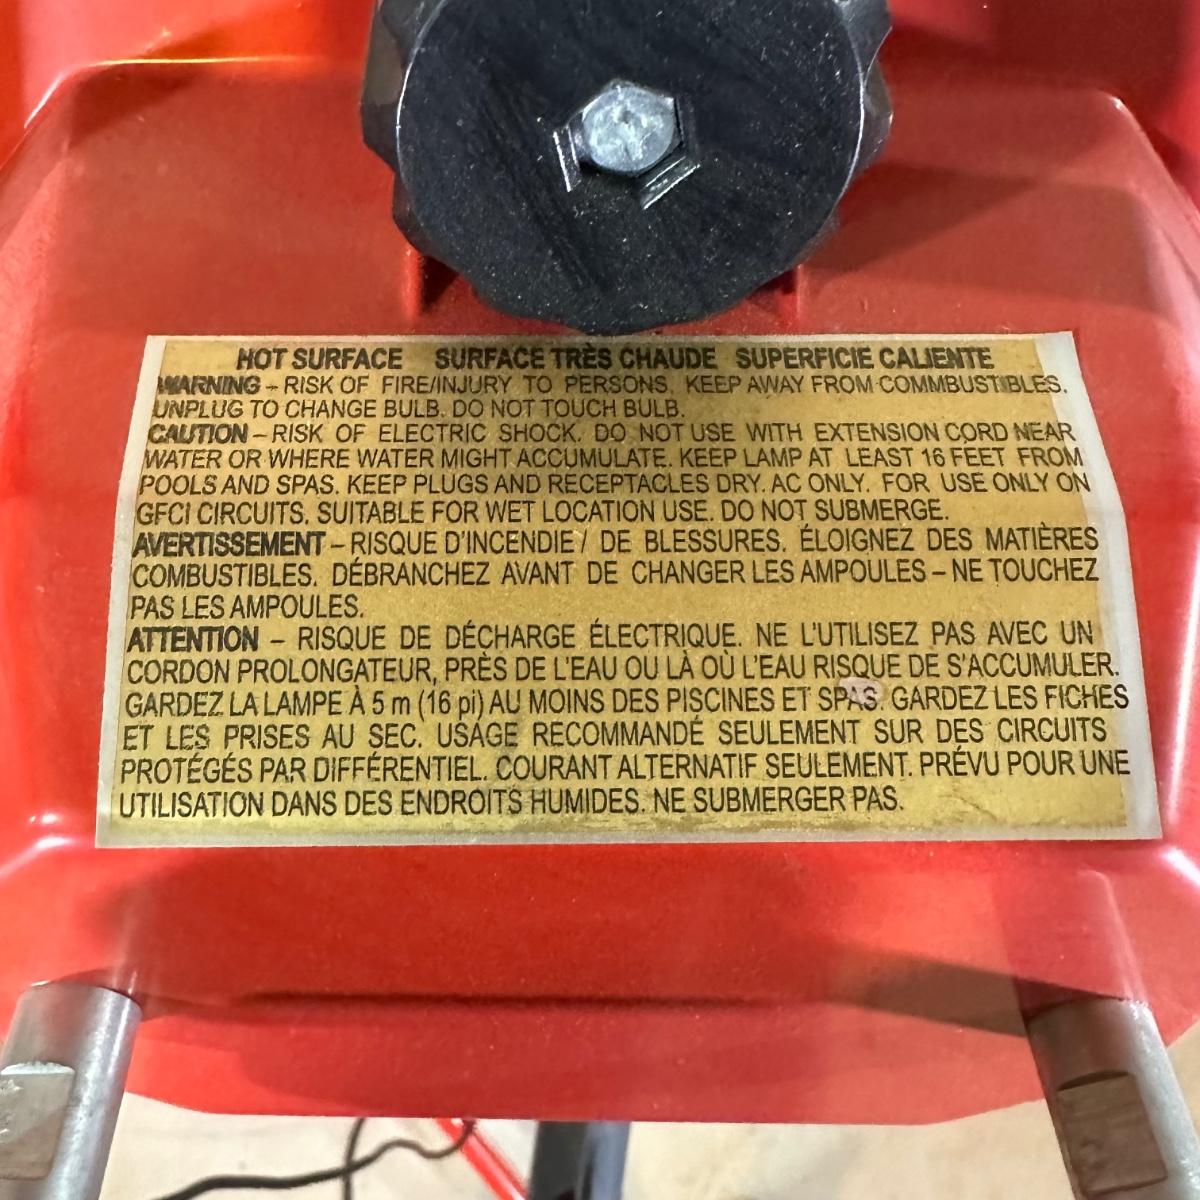 HOT SURFACE SURFACE TRÈS CHAUDE SUPERFICIE CALIENTE
WARNING – RISK OF FIRE/INJURY TO PERSONS. KEEP AWAY FROM COMMBUSTIBLES.
UNPLUG TO CHANGE BULB. DO NOT TOUCH BULB.
CAUTION – RISK OF ELECTRIC SHOCK. DO NOT USE WITH EXTENSION CORD NEAR
WATER OR WHERE WATER MIGHT ACCUMULATE. KEEP LAMP AT LEAST 16 FEET FROM
POOLS AND SPAS. KEEP PLUGS AND RECEPTACLES DRY. AC ONLY. FOR USE ONLY ON
GFCI CIRCUITS. SUITABLE FOR WET LOCATION USE. DO NOT SUBMERGE.
AVERTISSEMENT – RISQUE D'INCENDIE / DE BLESSURES. ÉLOIGNEZ DES MATIÈRES
COMBUSTIBLES. DÉBRANCHEZ AVANT DE CHANGER LES AMPOULES – NE TOUCHEZ
PAS LES AMPOULES.
ATTENTION – RISQUE DE DÉCHARGE ÉLECTRIQUE. NE L'UTILISEZ PAS AVEC UN
CORDON PROLONGATEUR, PRÈS DE L'EAU OU LÀ OÙ L'EAU RISQUE DE S'ACCUMULER.
GARDEZ LA LAMPE À 5 m (16 pi) AU MOINS DES PISCINES ET SPAS. GARDEZ LES FICHES
ET LES PRISES AU SEC. USAGE RECOMMANDÉ SEULEMENT SUR DES CIRCUITS
PROTÉGÉS PAR DIFFÉRENTIEL. COURANT ALTERNATIF SEULEMENT. PRÉVU POUR UNE
UTILISATION DANS DES ENDROITS HUMIDES. NE SUBMERGER PAS.